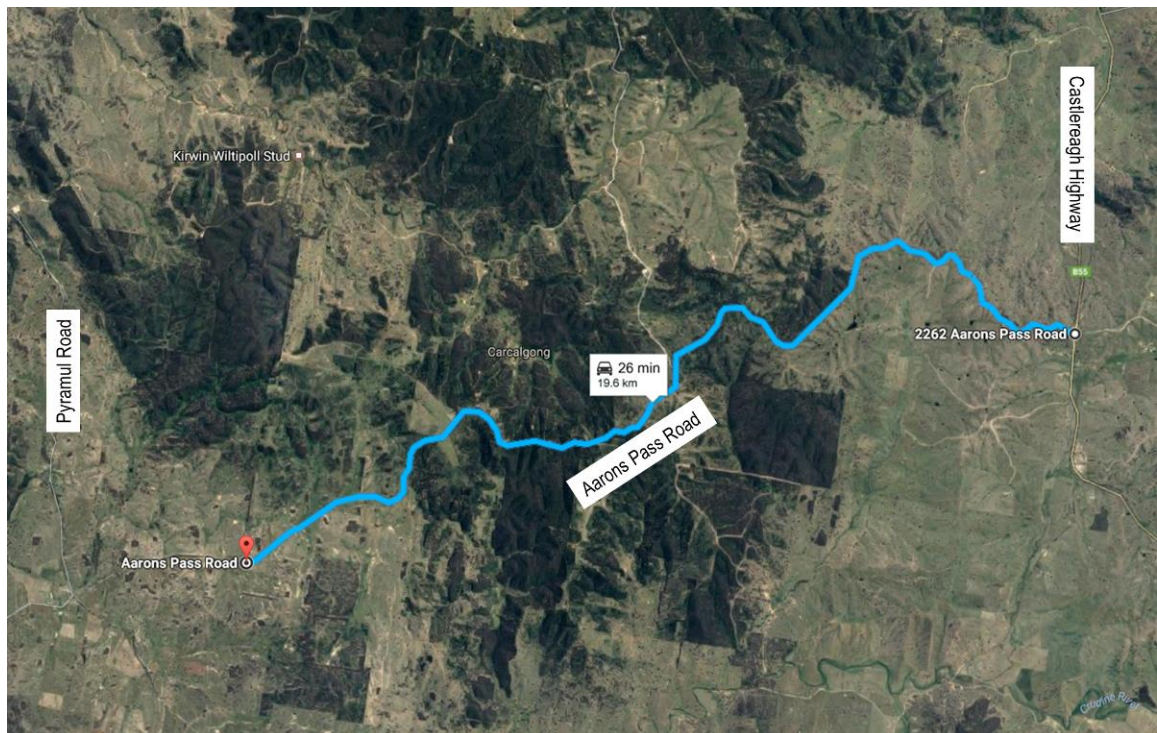 Castlereagh Highway
Kirwin Wiltipoll Stud
B55
2262 Aarons Pass Road
Pyramul Road
Carcalgong
26 min
19.6 km
Aarons Pass Road
Aarons Pass Road
River